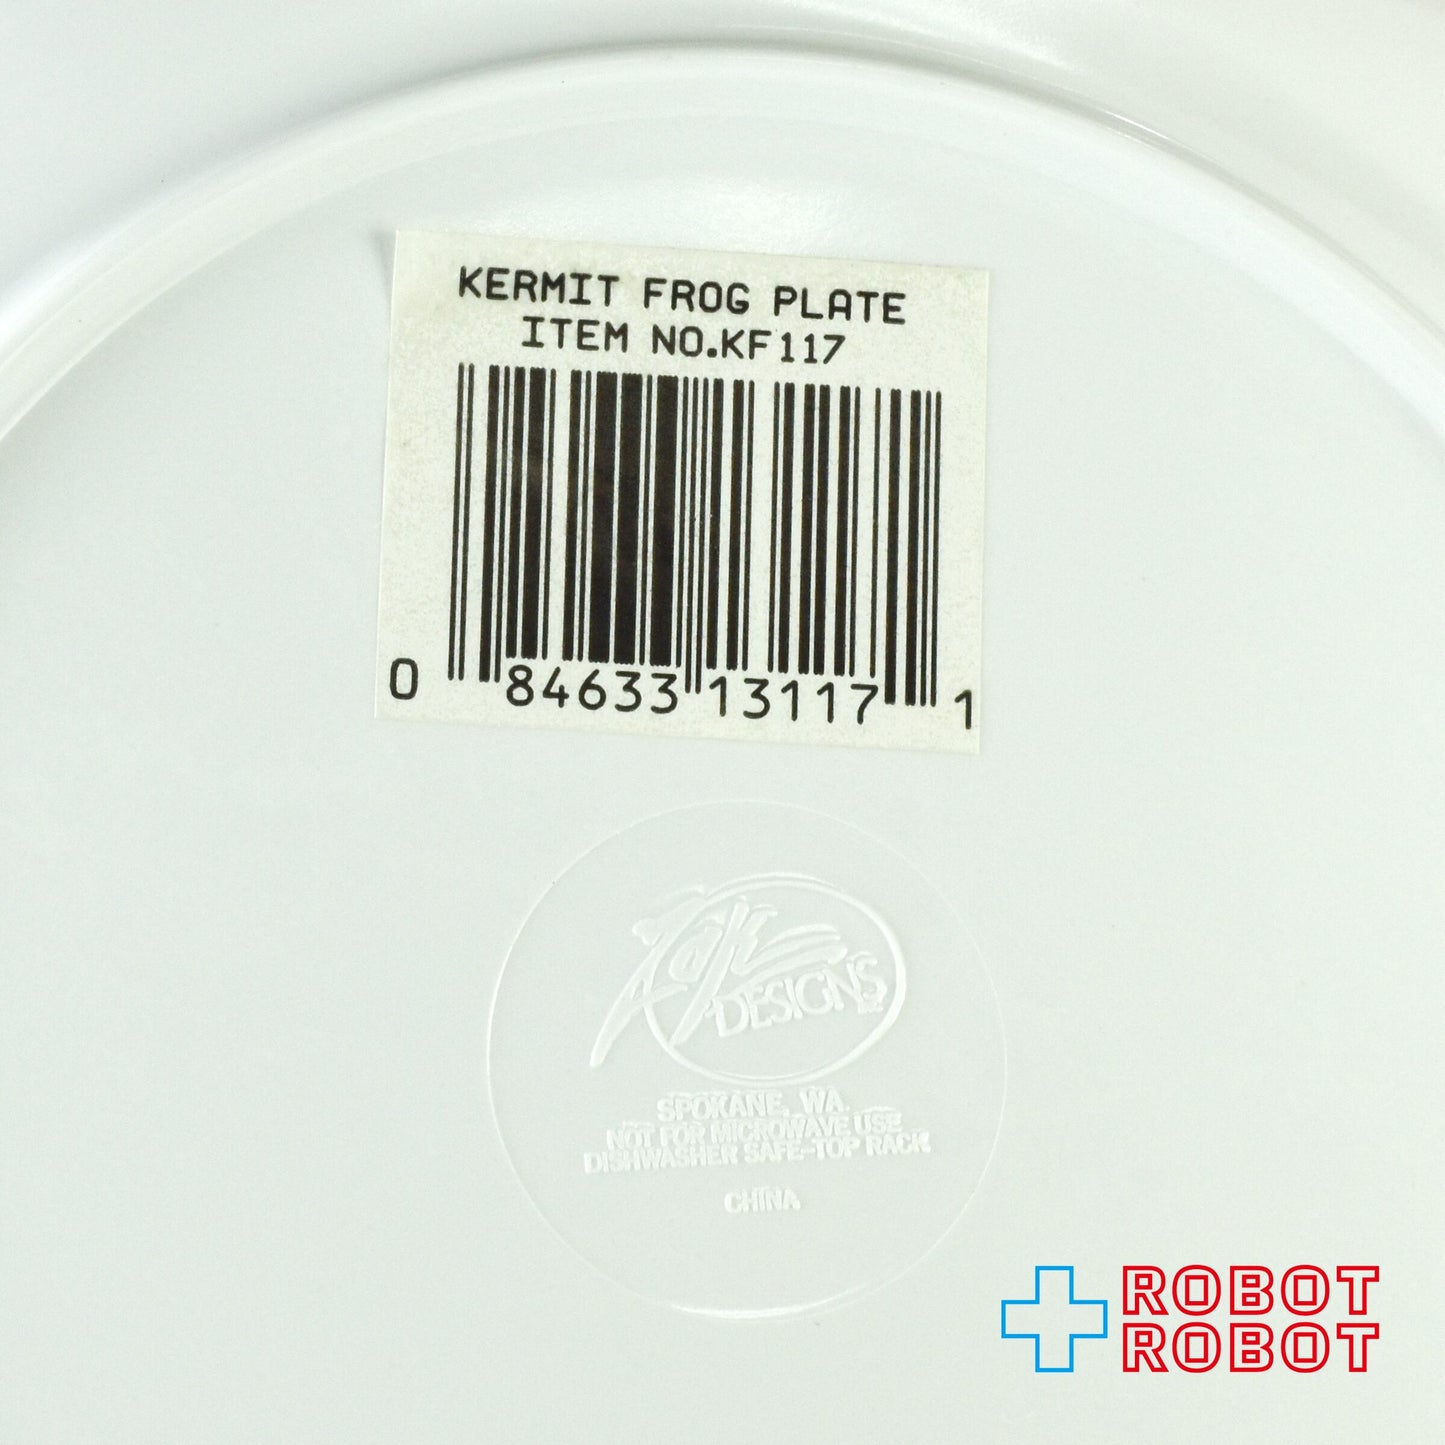 KERMIT FROG PLATE
ITEM NO.KF117
0 84633 13117 1
Zak
DESIGNS
SPOKANE, WA.
NOT FOR MICROWAVE USE
DISHWASHER SAFE-TOP RACK
CHINA
ROBOT
ROBOT